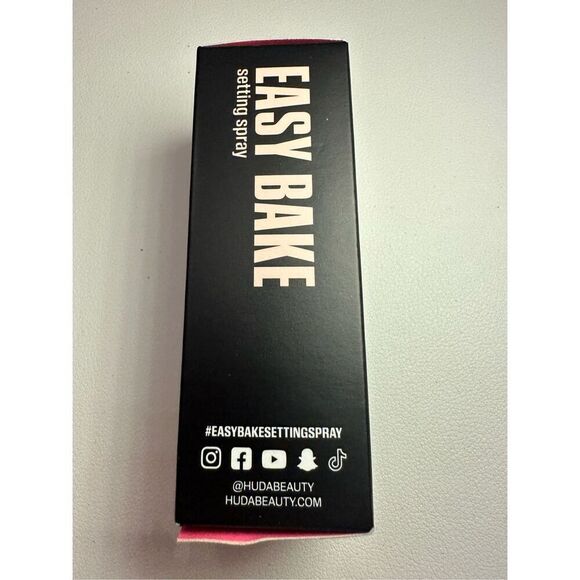 EASY BAKE
setting spray
#EASYBAKESETTINGSPRAY
@HUDABEAUTY
HUDABEAUTY.COM